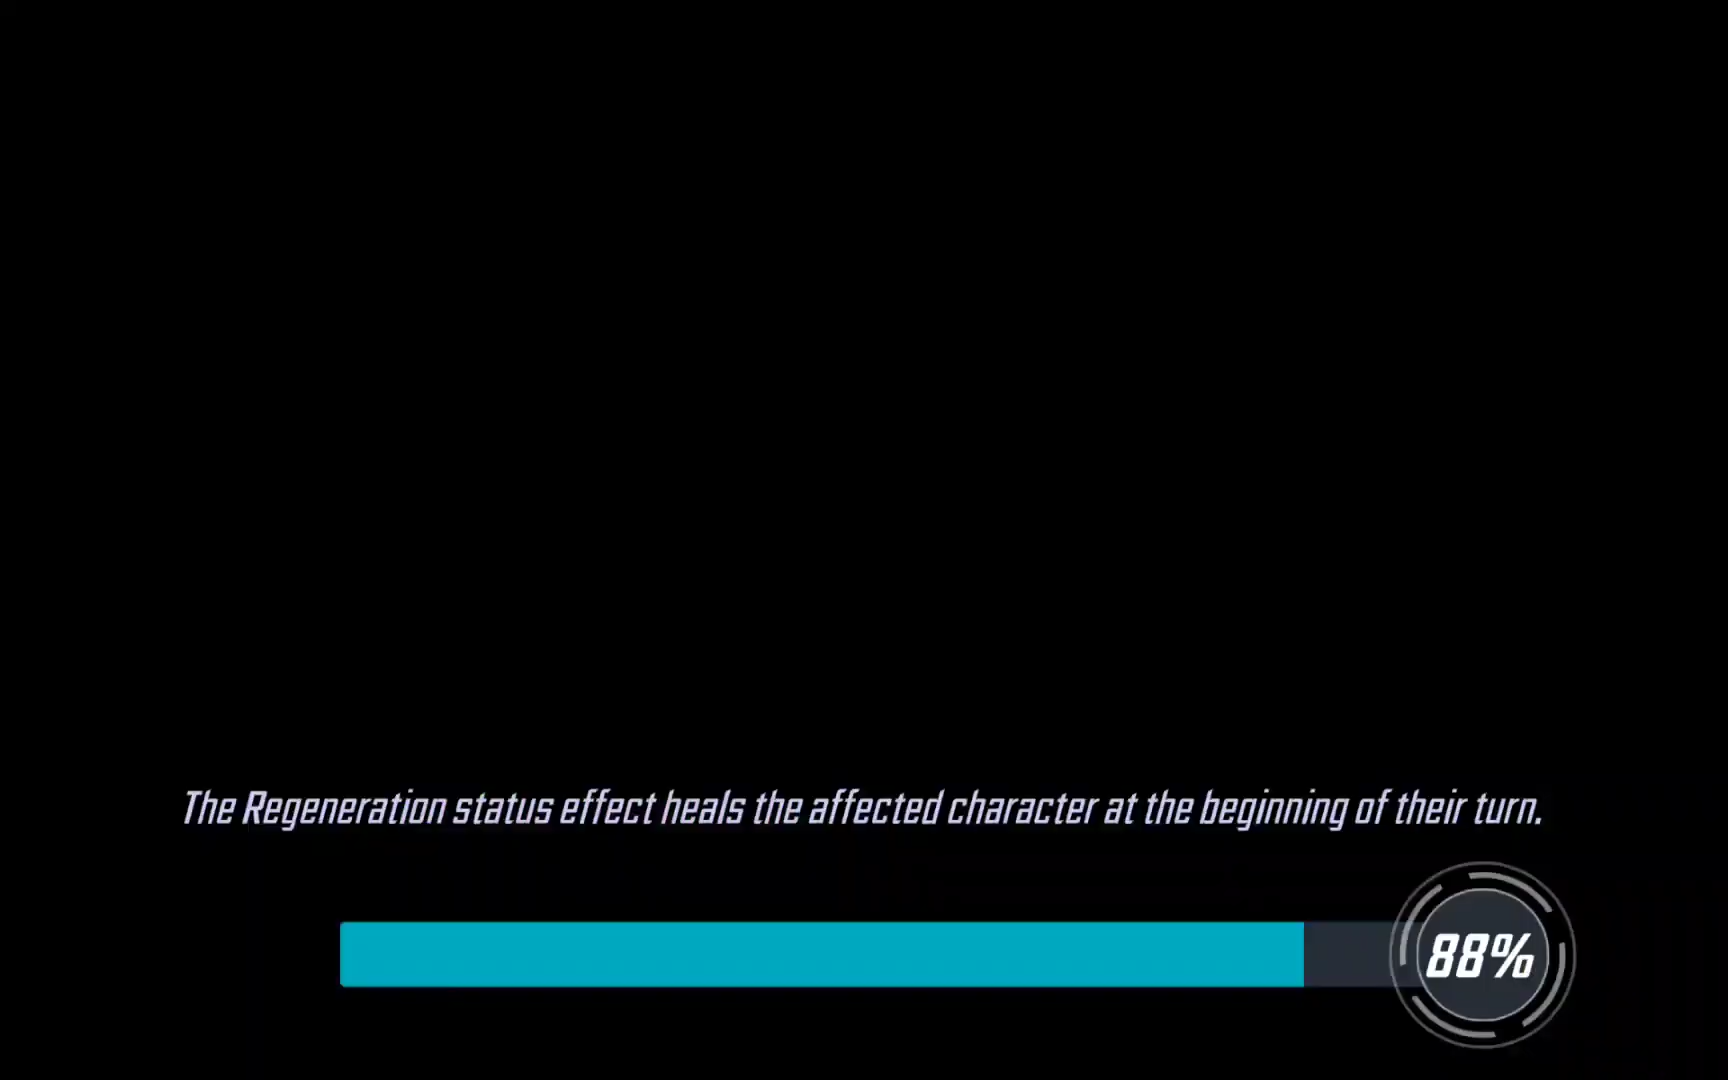 The Regeneration status effect heals the affected character at the beginning of their turn.
88%